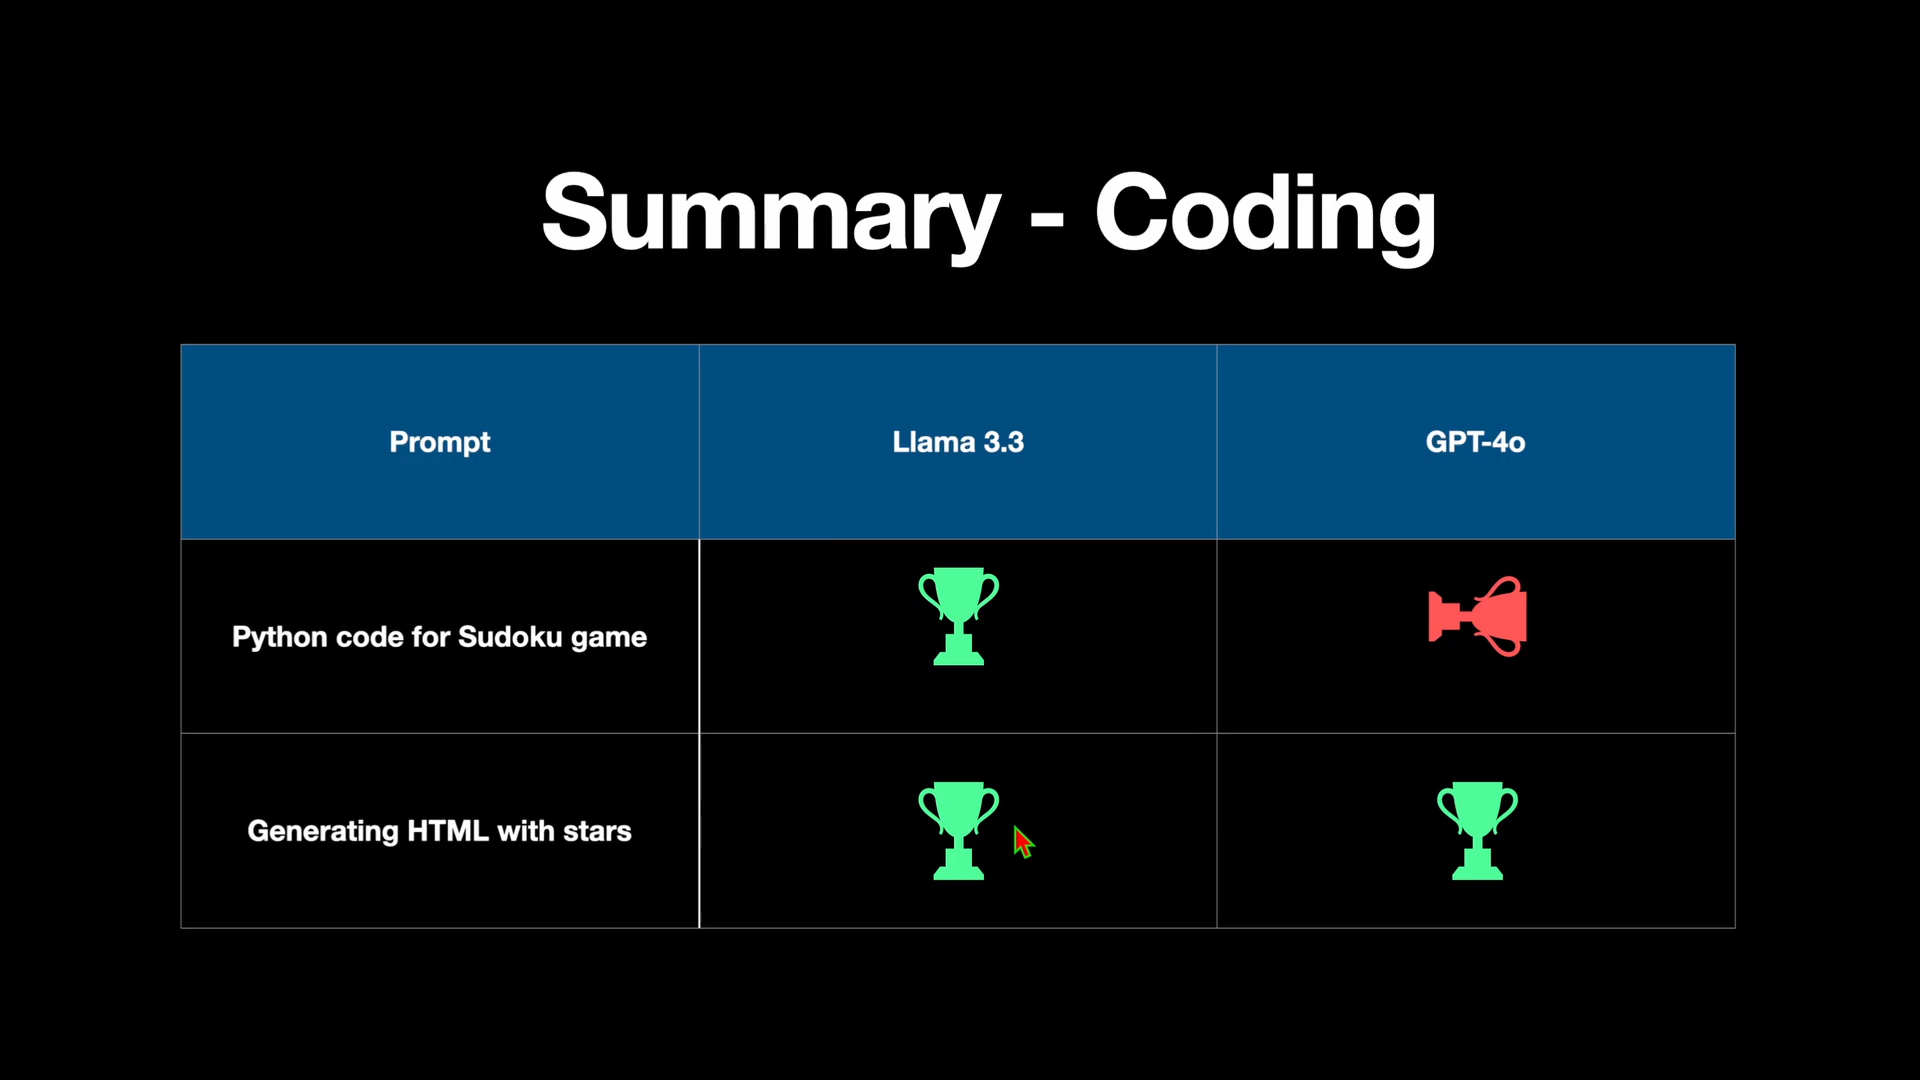 Summary - Coding
Prompt
Llama 3.3
GPT-4o
Python code for Sudoku game
Generating HTML with stars